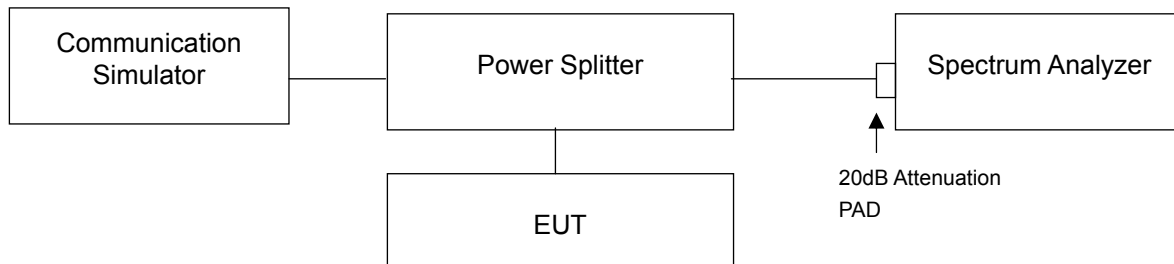 Communication
Simulator
Power Splitter
Spectrum Analyzer
20dB Attenuation
PAD
EUT